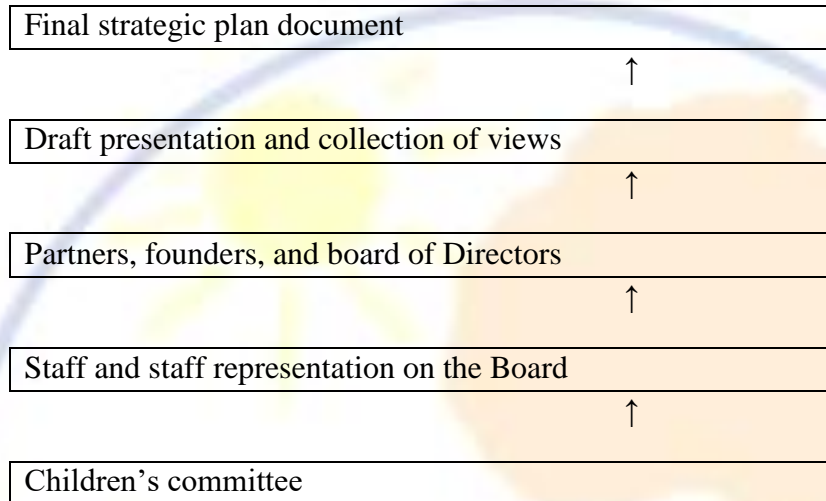 Final strategic plan document
↑
Draft presentation and collection of views
↑
Partners, founders, and board of Directors
↑
Staff and staff representation on the Board
↑
Children’s committee